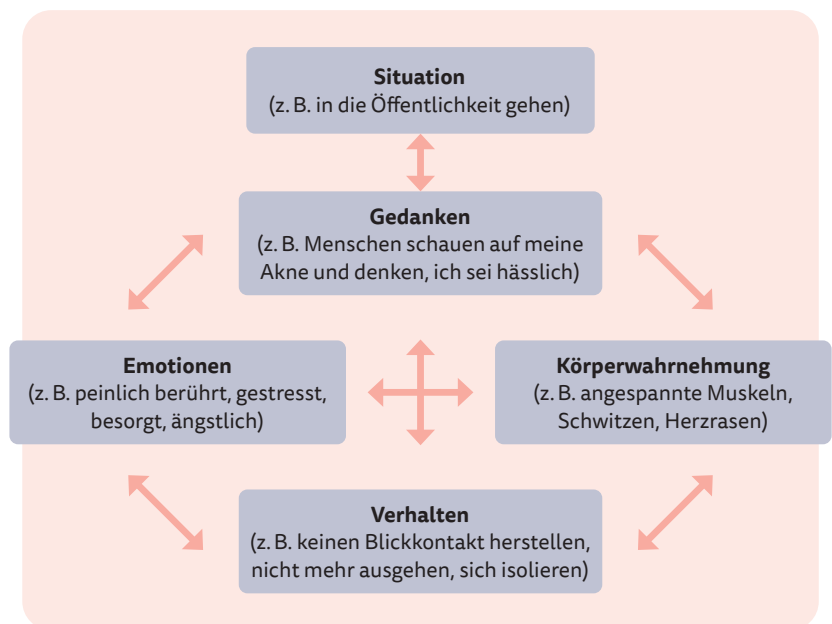 Situation
(z. B. in die Öffentlichkeit gehen)
Gedanken
(z. B. Menschen schauen auf meine
Akne und denken, ich sei hässlich)
Emotionen
(z. B. peinlich berührt, gestresst,
besorgt, ängstlich)
Körperwahrnehmung
(z. B. angespannte Muskeln,
Schwitzen, Herzrasen)
Verhalten
(z. B. keinen Blickkontakt herstellen,
nicht mehr ausgehen, sich isolieren)